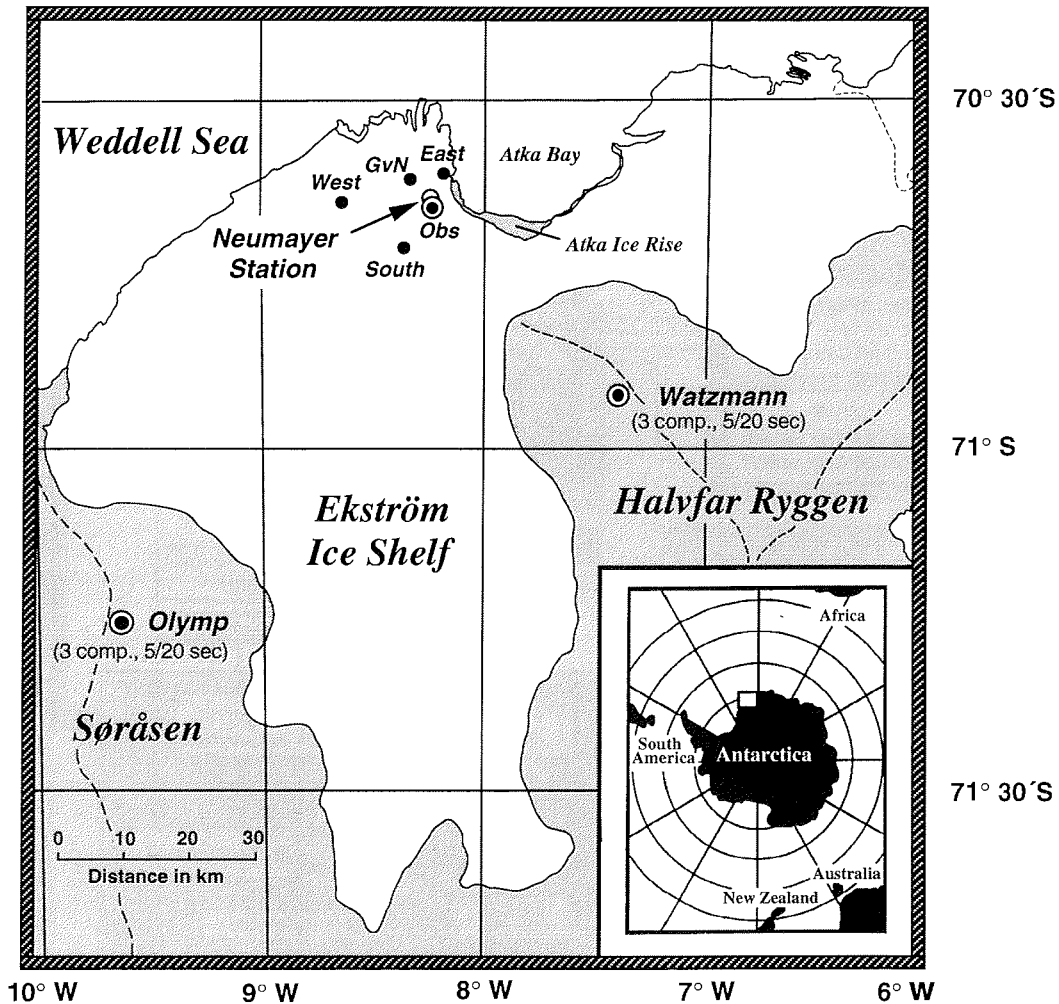 70° 30´S
Weddell Sea
Atka Bay
East
GvN
West
Neumayer
Station
Obs
South
Atka Ice Rise
Watzmann
(3 comp., 5/20 sec)
71° S
Halvfar Ryggen
Ekström
Ice Shelf
Olymp
(3 comp., 5/20 sec)
Søråsen
Africa
South
America
Antarctica
Australia
New Zealand
71° 30´S
0 10 20 30
Distance in km
10° W 9° W 8° W 7° W 6° W